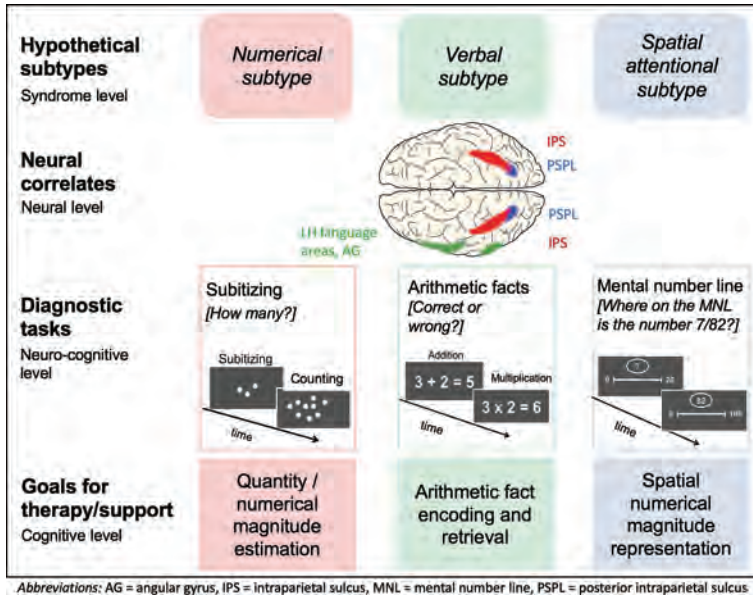 Hypothetical
subtypes
Syndrome level
Numerical
subtype
Verbal
subtype
Spatial
attentional
subtype
Neural
correlates
Neural level
IPS
PSPL
PSPL
IPS
LH language
areas, AG
Diagnostic
tasks
Neuro-cognitive
level
Subitizing
[How many?]
Subitizing
Counting
time
Arithmetic facts
[Correct or
wrong?]
Addition
3 + 2 = 5
Multiplication
3 x 2 = 6
time
Mental number line
[Where on the MNL
is the number 7/82?]
7
0 20
82
0 100
time
Goals for
therapy/support
Cognitive level
Quantity /
numerical
magnitude
estimation
Arithmetic fact
encoding and
retrieval
Spatial
numerical
magnitude
representation
Abbreviations: AG = angular gyrus, IPS = intraparietal sulcus, MNL = mental number line, PSPL = posterior intraparietal sulcus